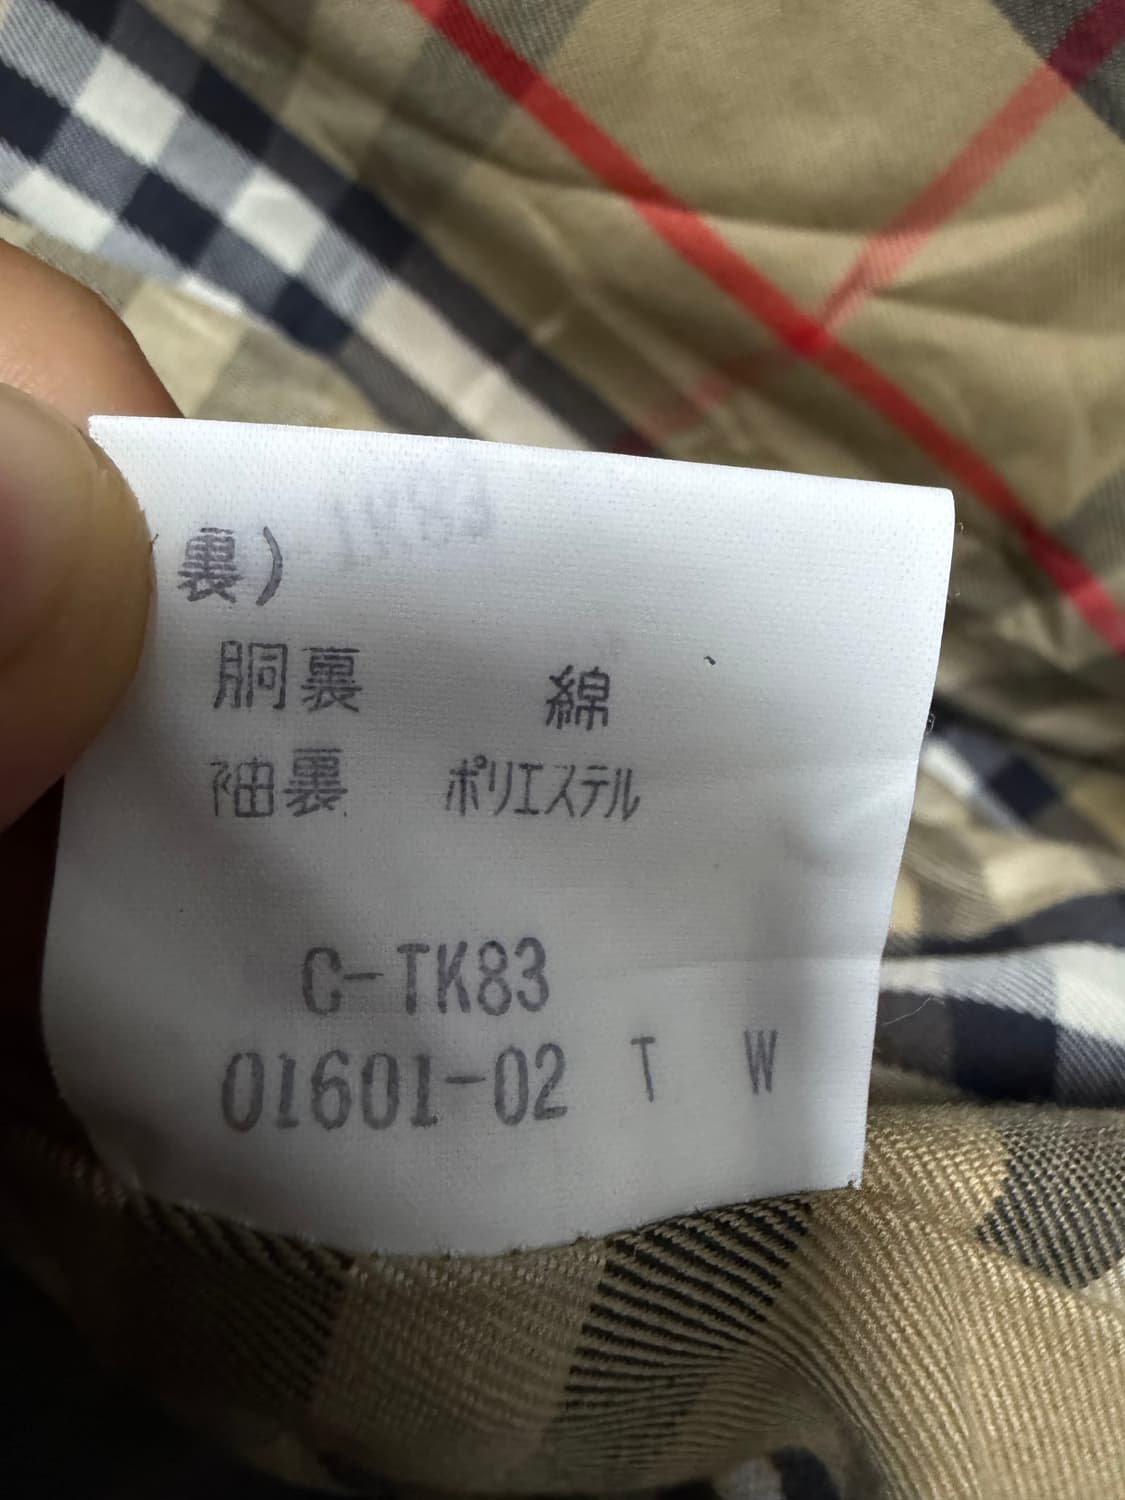 裏)
胴裏 綿
袖裏 ポリエステル
C-TK83
01601-02 T W